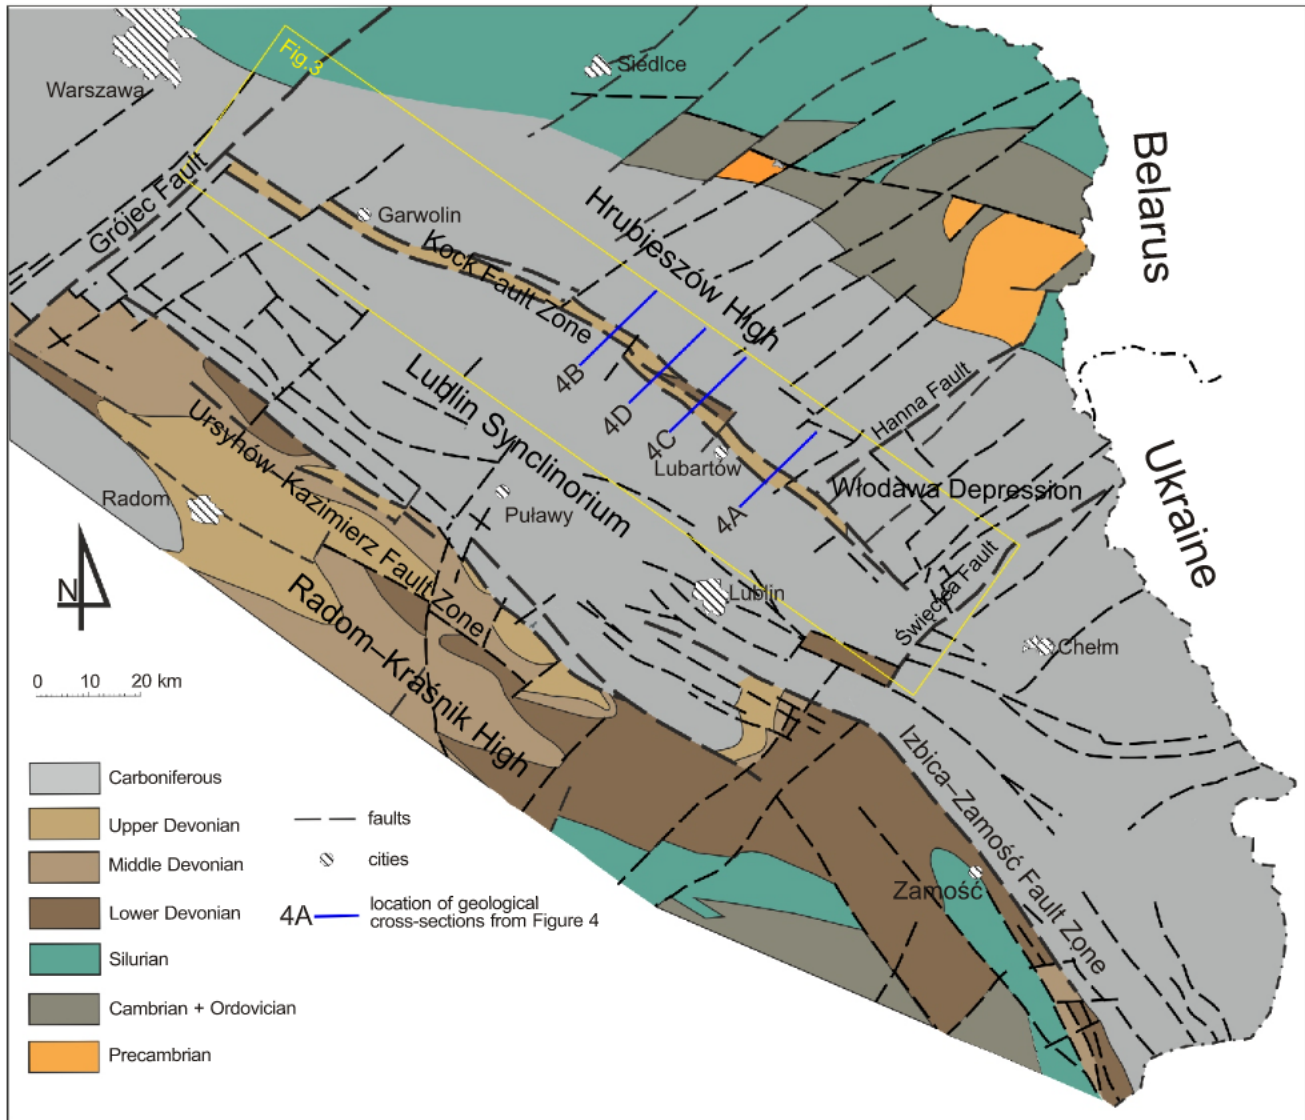 Fig.3
Siedlce
Warszawa
Belarus
Grójec Fault
Garwolin
Hrubieszów High
Kock Fault Zone
4B
4D
4C
4A
Lubartów
Hanna Fault
Włodawa Depression
Ukraine
Lublin Synclinorium
Ursynów–Kazimierz Fault Zone
Radom
Puławy
Lublin
Święcica Fault
Chełm
Radom–Kraśnik High
N
0 10 20 km
Izbica–Zamość Fault Zone
Zamość
Carboniferous
Upper Devonian
Middle Devonian
Lower Devonian
Silurian
Cambrian + Ordovician
Precambrian
faults
cities
4A
location of geological
cross-sections from Figure 4